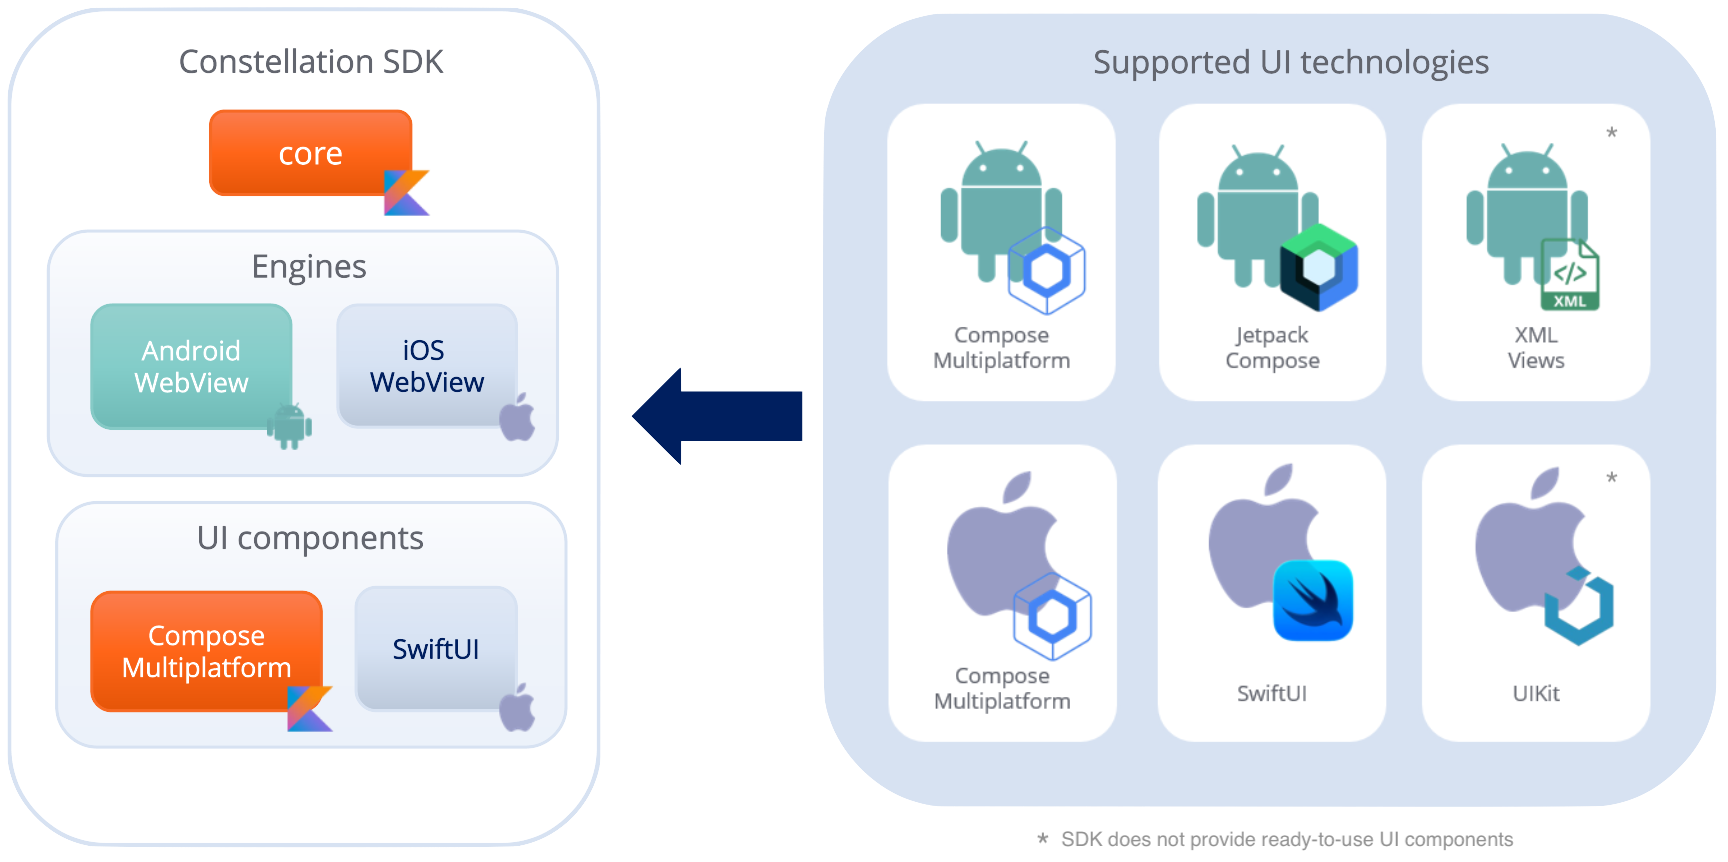 Constellation SDK
core
Engines
Android
WebView
iOS
WebView
UI components
Compose
Multiplatform
SwiftUI
Supported UI technologies
Compose
Multiplatform
Jetpack
Compose
*
</>
XML
XML
Views
Compose
Multiplatform
SwiftUI
*
UIKit
* SDK does not provide ready-to-use UI components